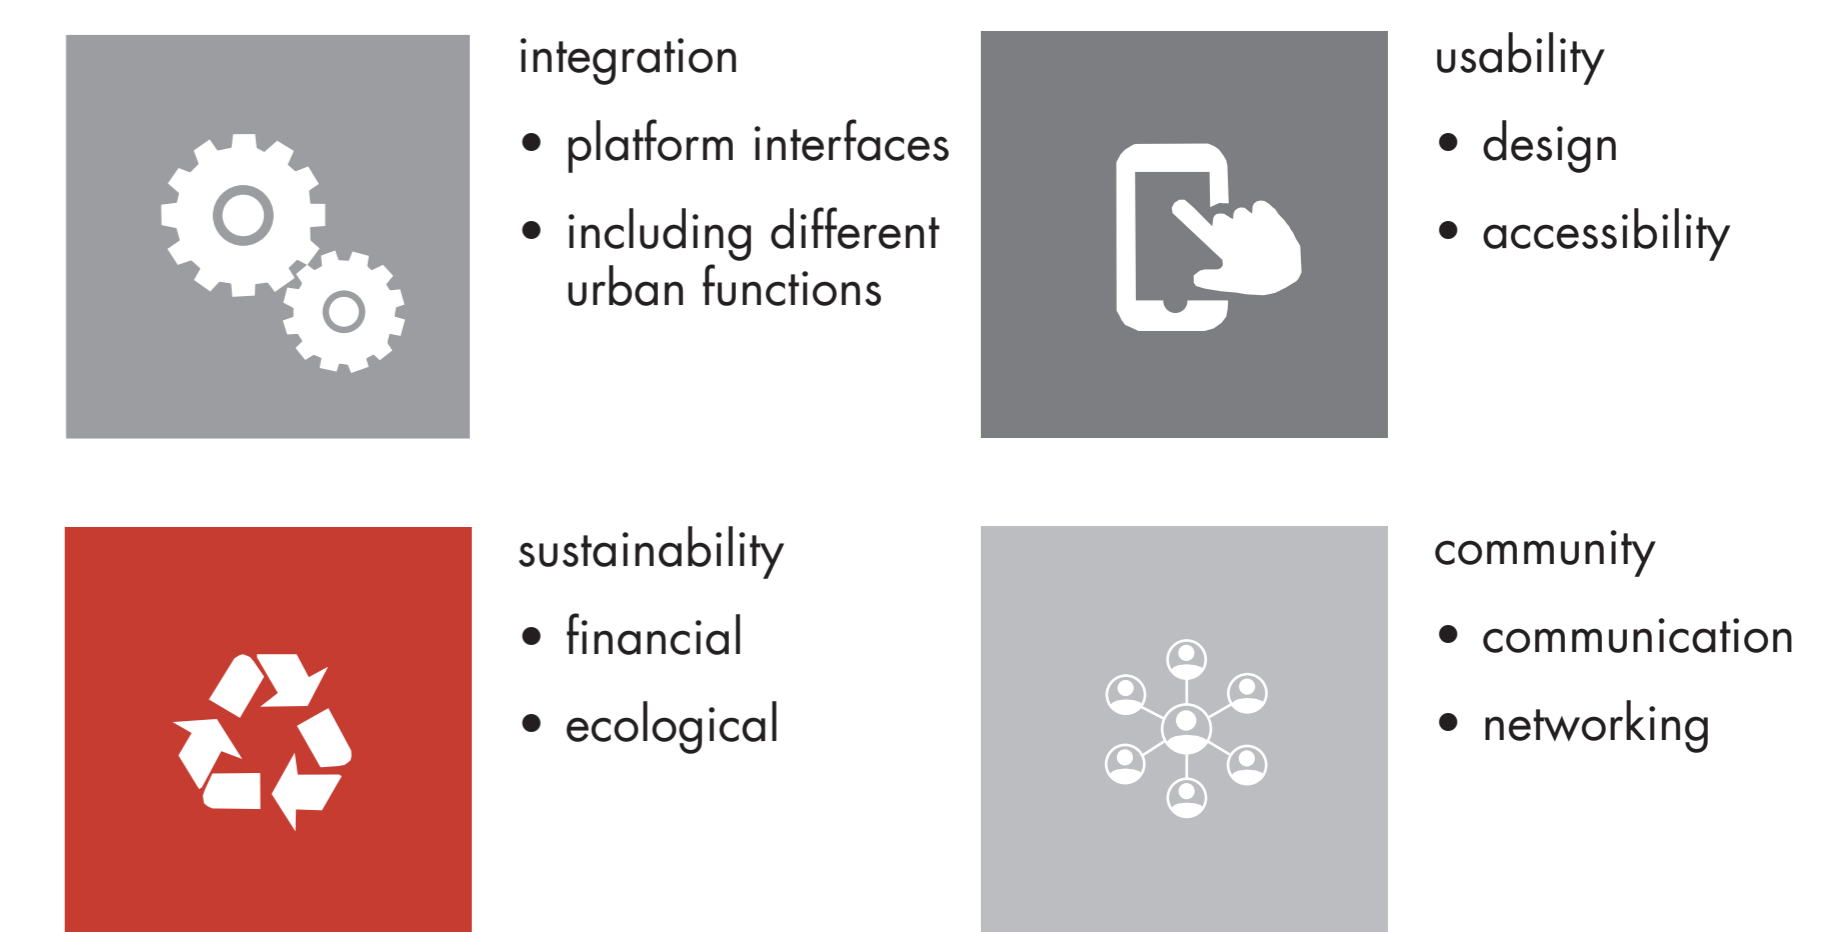 integration
• platform interfaces
• including different
urban functions
usability
• design
• accessibility
sustainability
• financial
• ecological
community
• communication
• networking